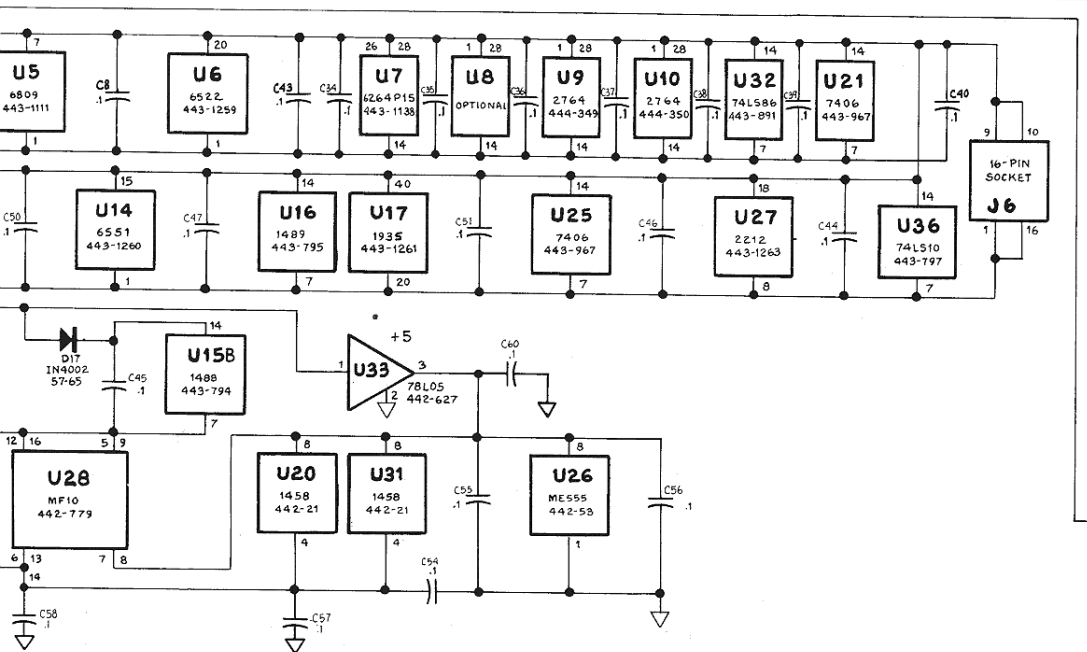 7
U5
6809
443-1111
1
C8
.1
20
U6
6522
443-1259
1
C43
.1
C34
.1
26 28
U7
6264P15
443-1138
14
C35
.1
1 28
U8
OPTIONAL
14
C36
.1
1 28
U9
2764
444-349
14
C37
.1
1 28
U10
2764
444-350
14
C38
.1
14
U32
74LS86
443-891
7
C39
.1
14
U21
7406
443-967
7
C40
.1
9 10
16-PIN
SOCKET
J6
1 16
C50
.1
15
U14
6551
443-1260
1
C47
.1
14
U16
1489
443-795
7
40
U17
1935
443-1261
20
C51
.1
14
U25
7406
443-967
7
C46
.1
18
U27
2212
443-1263
8
C44
.1
14
U36
74LS10
443-797
7
D17
IN4002
57-65
C45
.1
14
U15B
1488
443-794
7
+5
1
U33
3
2
78L05
442-627
C60
.1
12 16 5 9
U28
MF10
442-779
6 13 7 8
14
C58
.1
8
U20
1458
442-21
4
C57
.1
8
U31
1458
442-21
4
C54
.1
C55
.1
8
U26
ME555
442-53
1
C56
.1